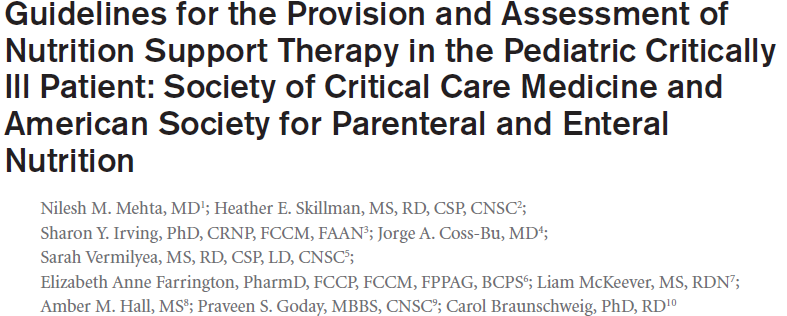 Guidelines for the Provision and Assessment of
Nutrition Support Therapy in the Pediatric Critically
Ill Patient: Society of Critical Care Medicine and
American Society for Parenteral and Enteral
Nutrition
Nilesh M. Mehta, MD¹; Heather E. Skillman, MS, RD, CSP, CNSC²;
Sharon Y. Irving, PhD, CRNP, FCCM, FAAN³; Jorge A. Coss-Bu, MD⁴;
Sarah Vermilyea, MS, RD, CSP, LD, CNSC⁵;
Elizabeth Anne Farrington, PharmD, FCCP, FCCM, FPPAG, BCPS⁶; Liam McKeever, MS, RDN⁷;
Amber M. Hall, MS⁸; Praveen S. Goday, MBBS, CNSC⁹; Carol Braunschweig, PhD, RD¹⁰